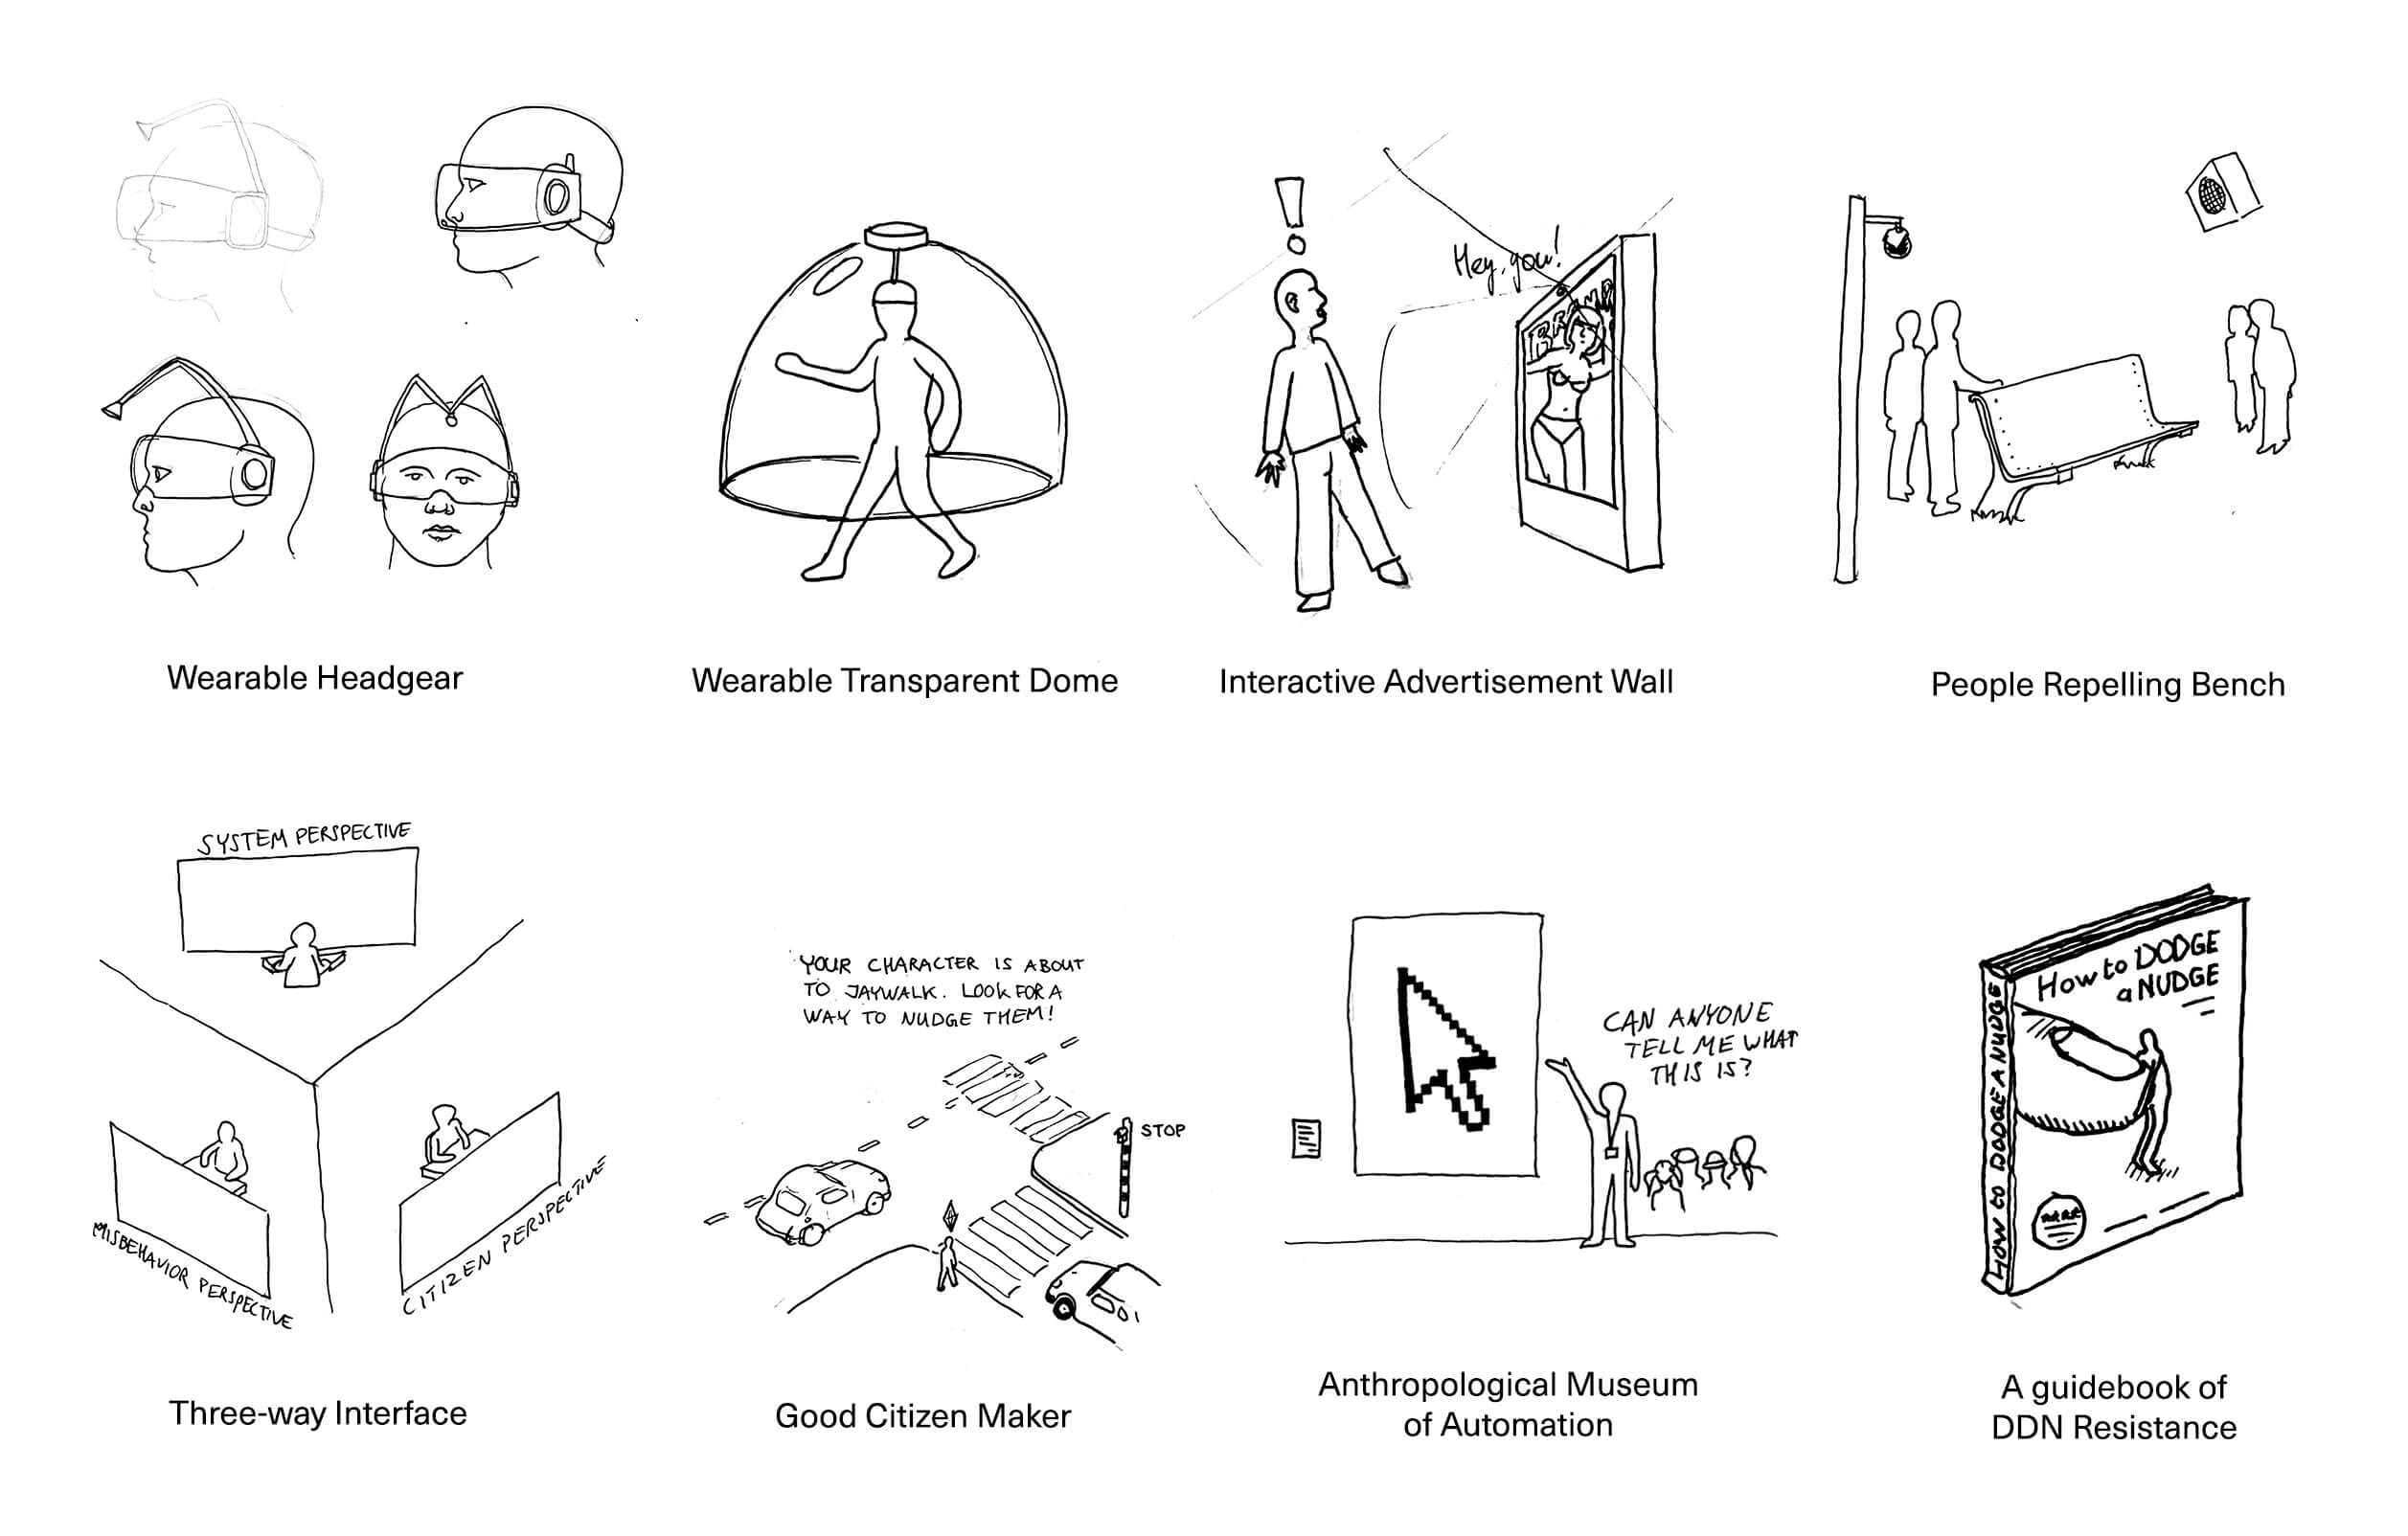 Hey, you!
Wearable Headgear
Wearable Transparent Dome
Interactive Advertisement Wall
People Repelling Bench
SYSTEM PERSPECTIVE
MISBEHAVIOR PERSPECTIVE
CITIZEN PERSPECTIVE
Three-way Interface
YOUR CHARACTER IS ABOUT
TO JAYWALK. LOOK FOR A
WAY TO NUDGE THEM!
STOP
Good Citizen Maker
CAN ANYONE
TELL ME WHAT
THIS IS?
Anthropological Museum
of Automation
How to DODGE
a NUDGE
HOW to DODGE A NUDGE
A guidebook of
DDN Resistance